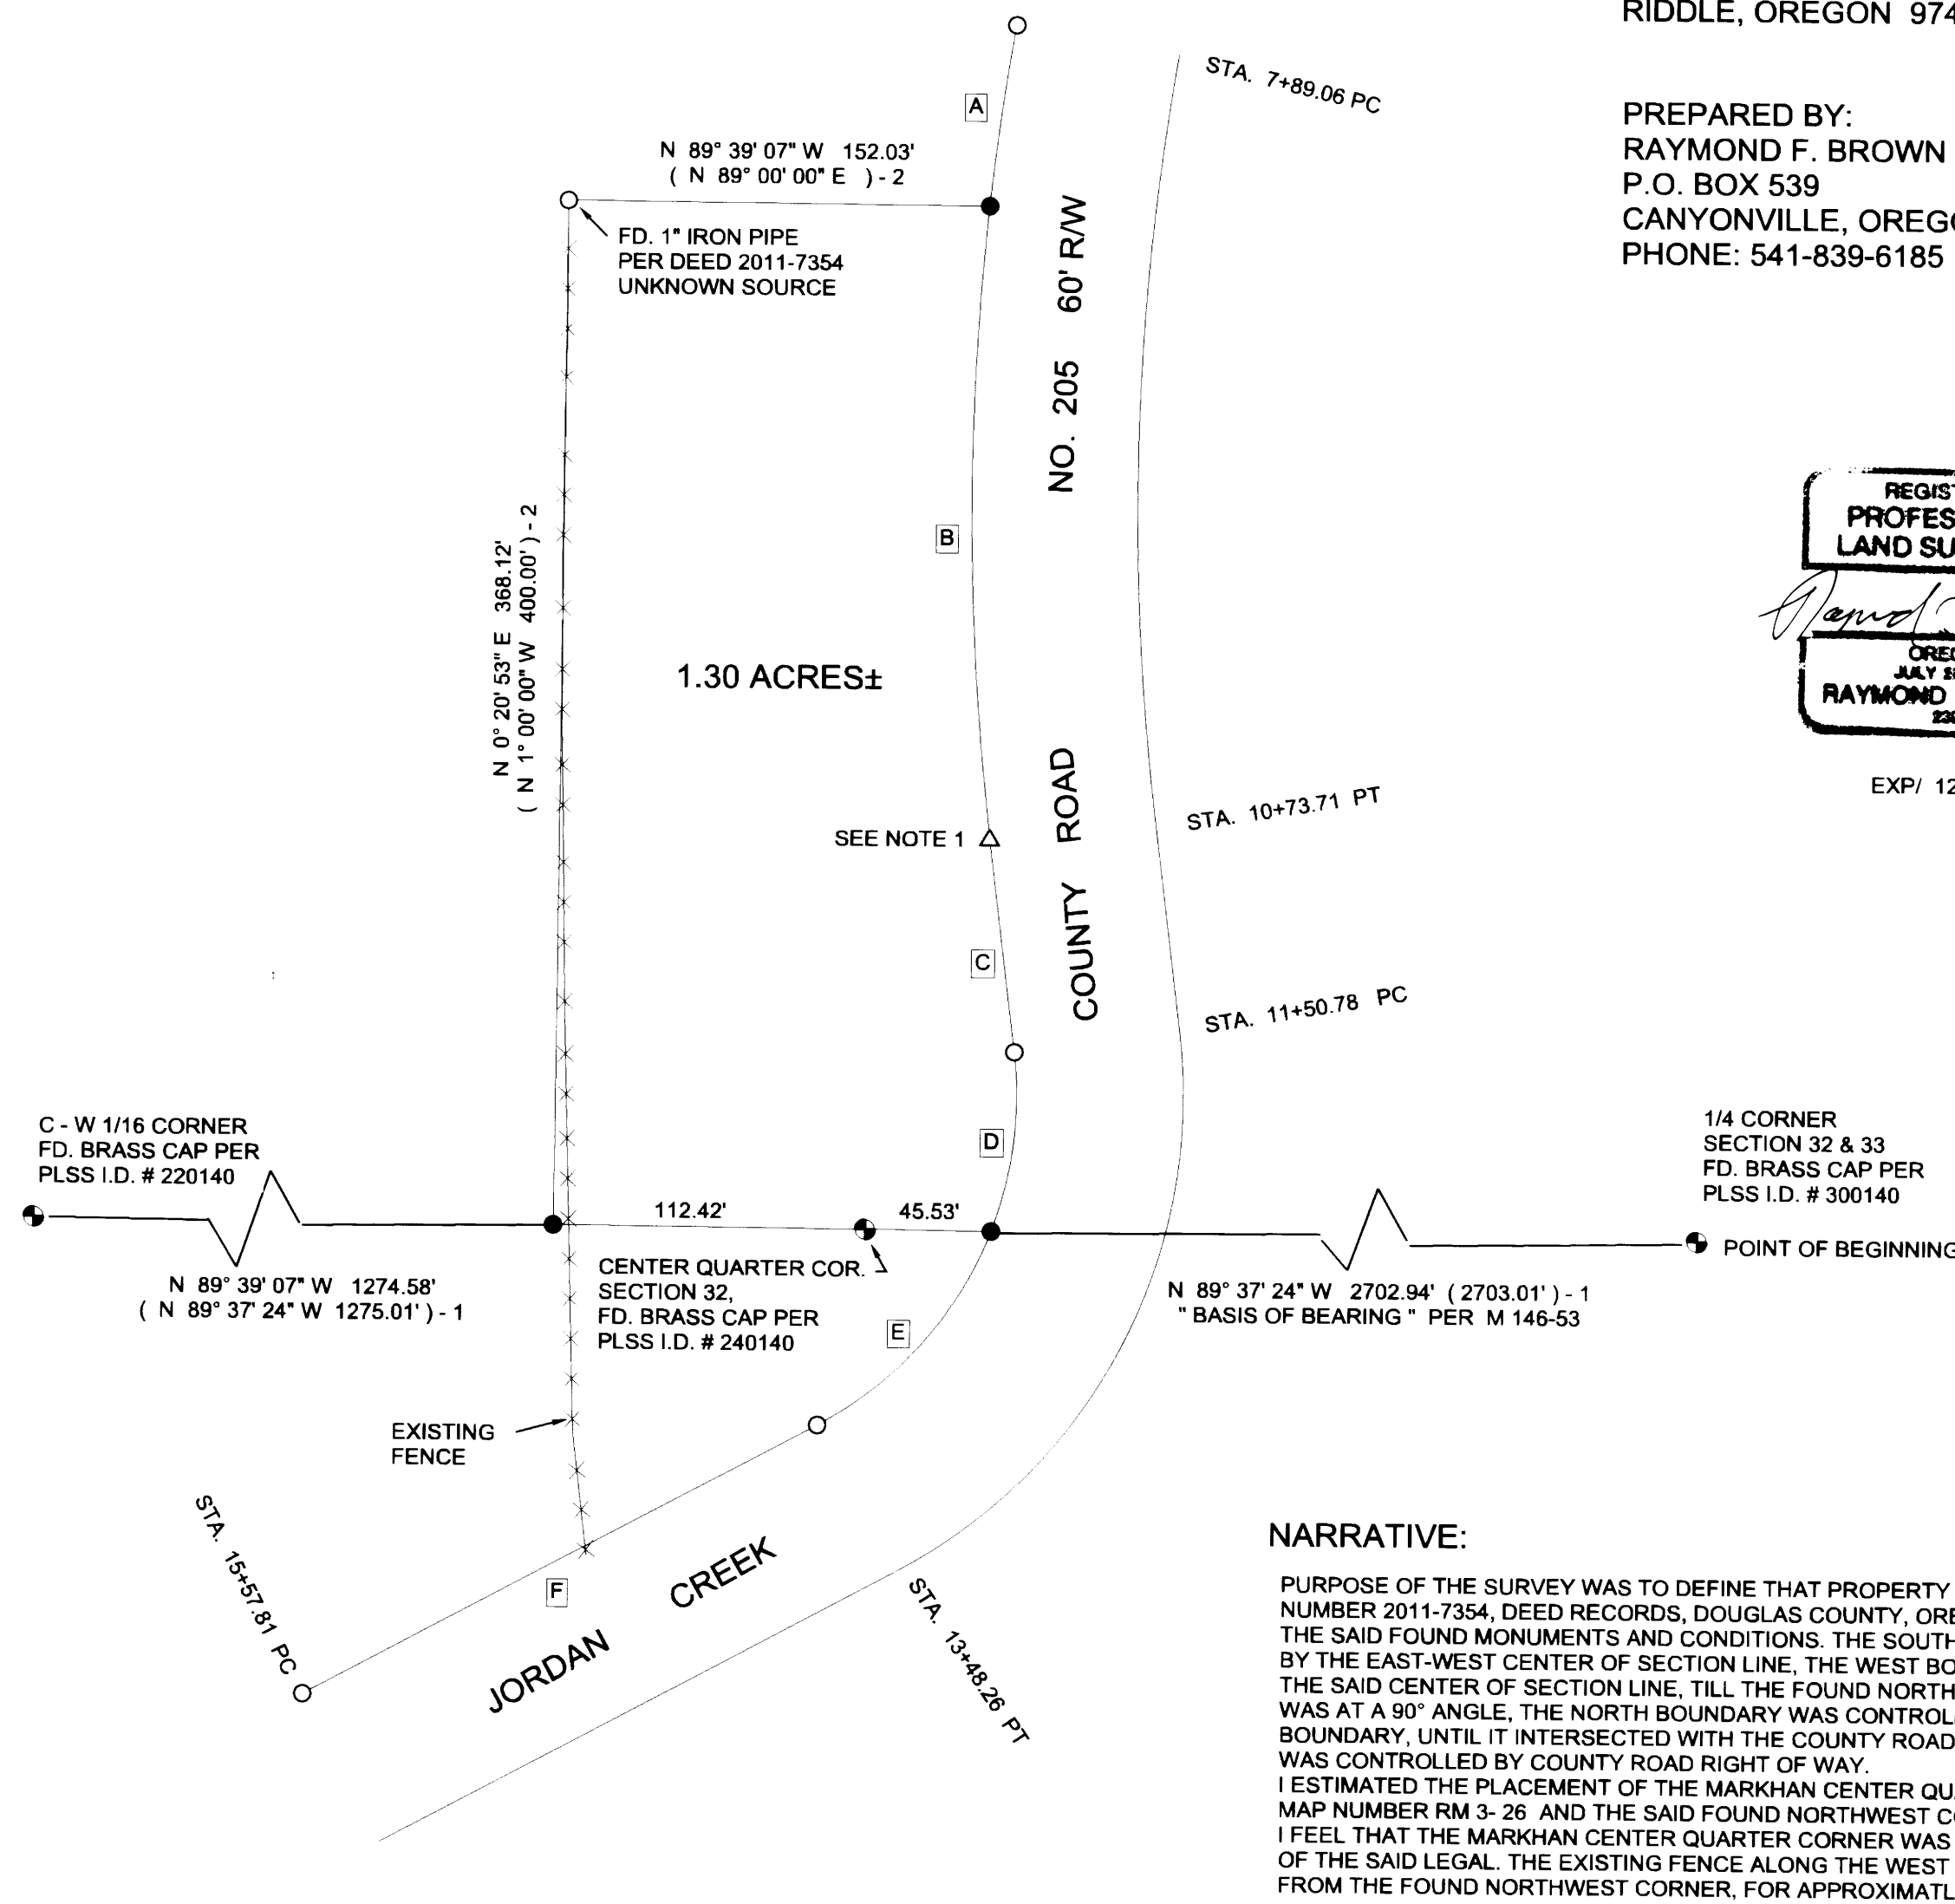 RIDDLE, OREGON 974
STA. 7+89.06 PC
A
PREPARED BY:
RAYMOND F. BROWN
P.O. BOX 539
CANYONVILLE, OREG
PHONE: 541-839-6185
N 89° 39' 07" W 152.03'
( N 89° 00' 00" E ) - 2
FD. 1" IRON PIPE
PER DEED 2011-7354
UNKNOWN SOURCE
NO. 205 60' R/W
B
N 0° 20' 53" E 368.12'
( N 1° 00' 00" W 400.00' ) - 2
REGIS
PROFES
LAND SU
OREG
JULY
RAYMOND
EXP/ 12
1.30 ACRES±
SEE NOTE 1
STA. 10+73.71 PT
COUNTY ROAD
C
STA. 11+50.78 PC
C - W 1/16 CORNER
FD. BRASS CAP PER
PLSS I.D. # 220140
D
1/4 CORNER
SECTION 32 & 33
FD. BRASS CAP PER
PLSS I.D. # 300140
112.42'
45.53'
POINT OF BEGINNING
N 89° 39' 07" W 1274.58'
( N 89° 37' 24" W 1275.01' ) - 1
CENTER QUARTER COR.
SECTION 32,
FD. BRASS CAP PER
PLSS I.D. # 240140
N 89° 37' 24" W 2702.94' ( 2703.01' ) - 1
" BASIS OF BEARING " PER M 146-53
E
EXISTING
FENCE
STA. 15+57.81 PC
F
JORDAN CREEK
STA. 13+48.26 PT
NARRATIVE:
PURPOSE OF THE SURVEY WAS TO DEFINE THAT PROPERTY
NUMBER 2011-7354, DEED RECORDS, DOUGLAS COUNTY, ORE
THE SAID FOUND MONUMENTS AND CONDITIONS. THE SOUTH
BY THE EAST-WEST CENTER OF SECTION LINE, THE WEST BO
THE SAID CENTER OF SECTION LINE, TILL THE FOUND NORTH
WAS AT A 90° ANGLE, THE NORTH BOUNDARY WAS CONTROL
BOUNDARY, UNTIL IT INTERSECTED WITH THE COUNTY ROAD
WAS CONTROLLED BY COUNTY ROAD RIGHT OF WAY.
I ESTIMATED THE PLACEMENT OF THE MARKHAN CENTER QU
MAP NUMBER RM 3- 26 AND THE SAID FOUND NORTHWEST C
I FEEL THAT THE MARKHAN CENTER QUARTER CORNER WAS
OF THE SAID LEGAL. THE EXISTING FENCE ALONG THE WEST
FROM THE FOUND NORTHWEST CORNER, FOR APPROXIMATL